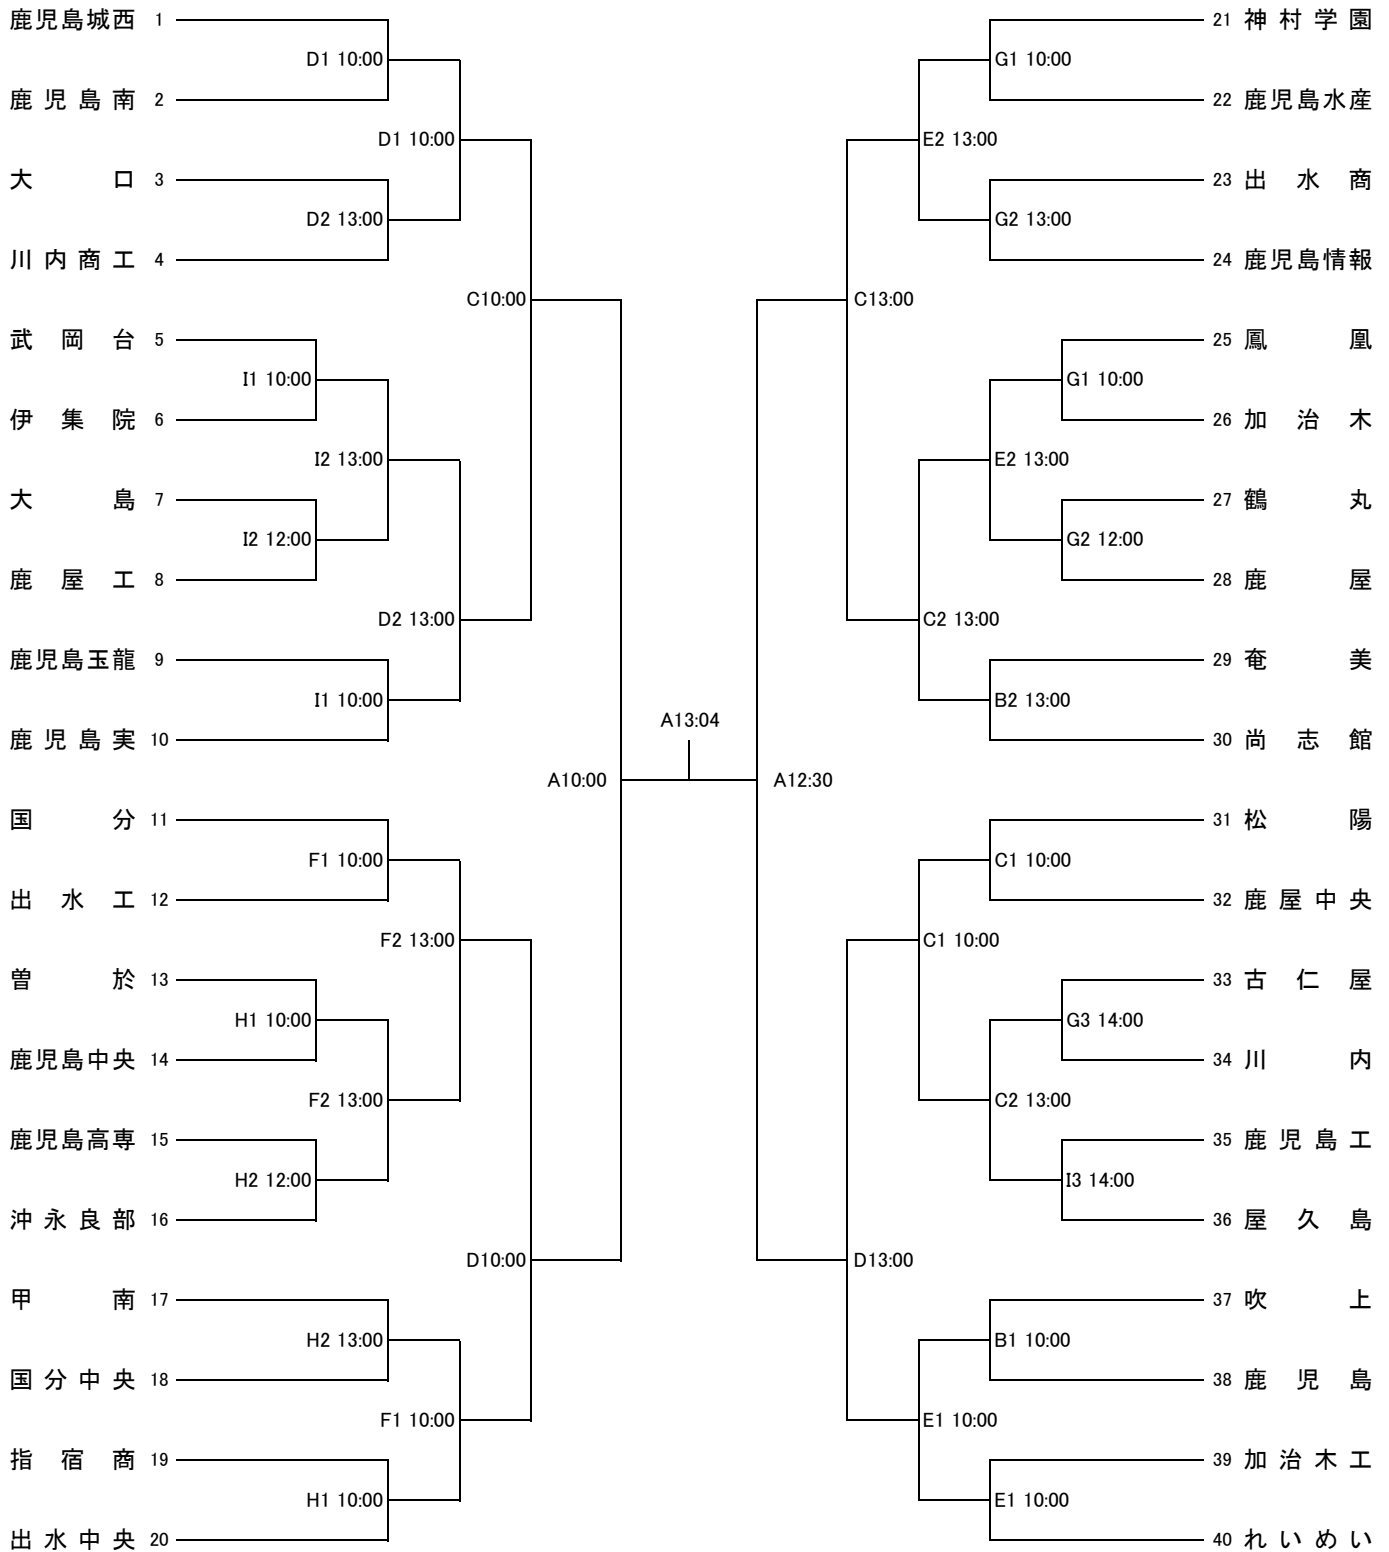 鹿児島城西 1
D1 10:00
鹿児島南 2
D1 10:00
大口 3
D2 13:00
川内商工 4
C10:00
武岡台 5
I1 10:00
伊集院 6
I2 13:00
大島 7
I2 12:00
鹿屋工 8
D2 13:00
鹿児島玉龍 9
I1 10:00
鹿児島実 10
A10:00
国分 11
F1 10:00
出水工 12
F2 13:00
曽於 13
H1 10:00
鹿児島中央 14
F2 13:00
鹿児島高専 15
H2 12:00
沖永良部 16
D10:00
甲南 17
H2 13:00
国分中央 18
F1 10:00
指宿商 19
H1 10:00
出水中央 20
A13:04
21 神村学園
G1 10:00
22 鹿児島水産
E2 13:00
23 出水商
G2 13:00
24 鹿児島情報
C13:00
25 鳳凰
G1 10:00
26 加治木
E2 13:00
27 鶴丸
G2 12:00
28 鹿屋
C2 13:00
29 奄美
B2 13:00
30 尚志館
A12:30
31 松陽
C1 10:00
32 鹿屋中央
C1 10:00
33 古仁屋
G3 14:00
34 川内
C2 13:00
35 鹿児島工
I3 14:00
36 屋久島
D13:00
37 吹上
B1 10:00
38 鹿児島
E1 10:00
39 加治木工
E1 10:00
40 れいめい